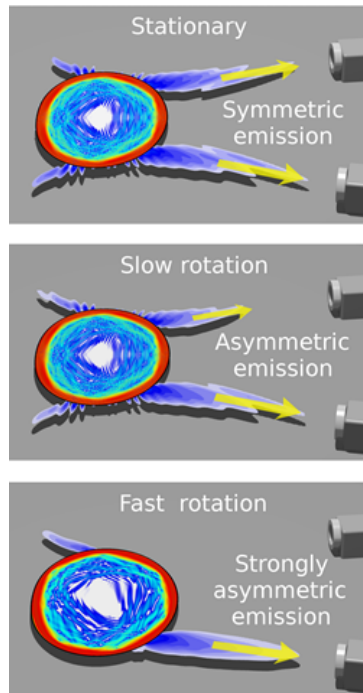 Stationary
Symmetric
emission
Slow rotation
Asymmetric
emission
Fast rotation
Strongly
asymmetric
emission